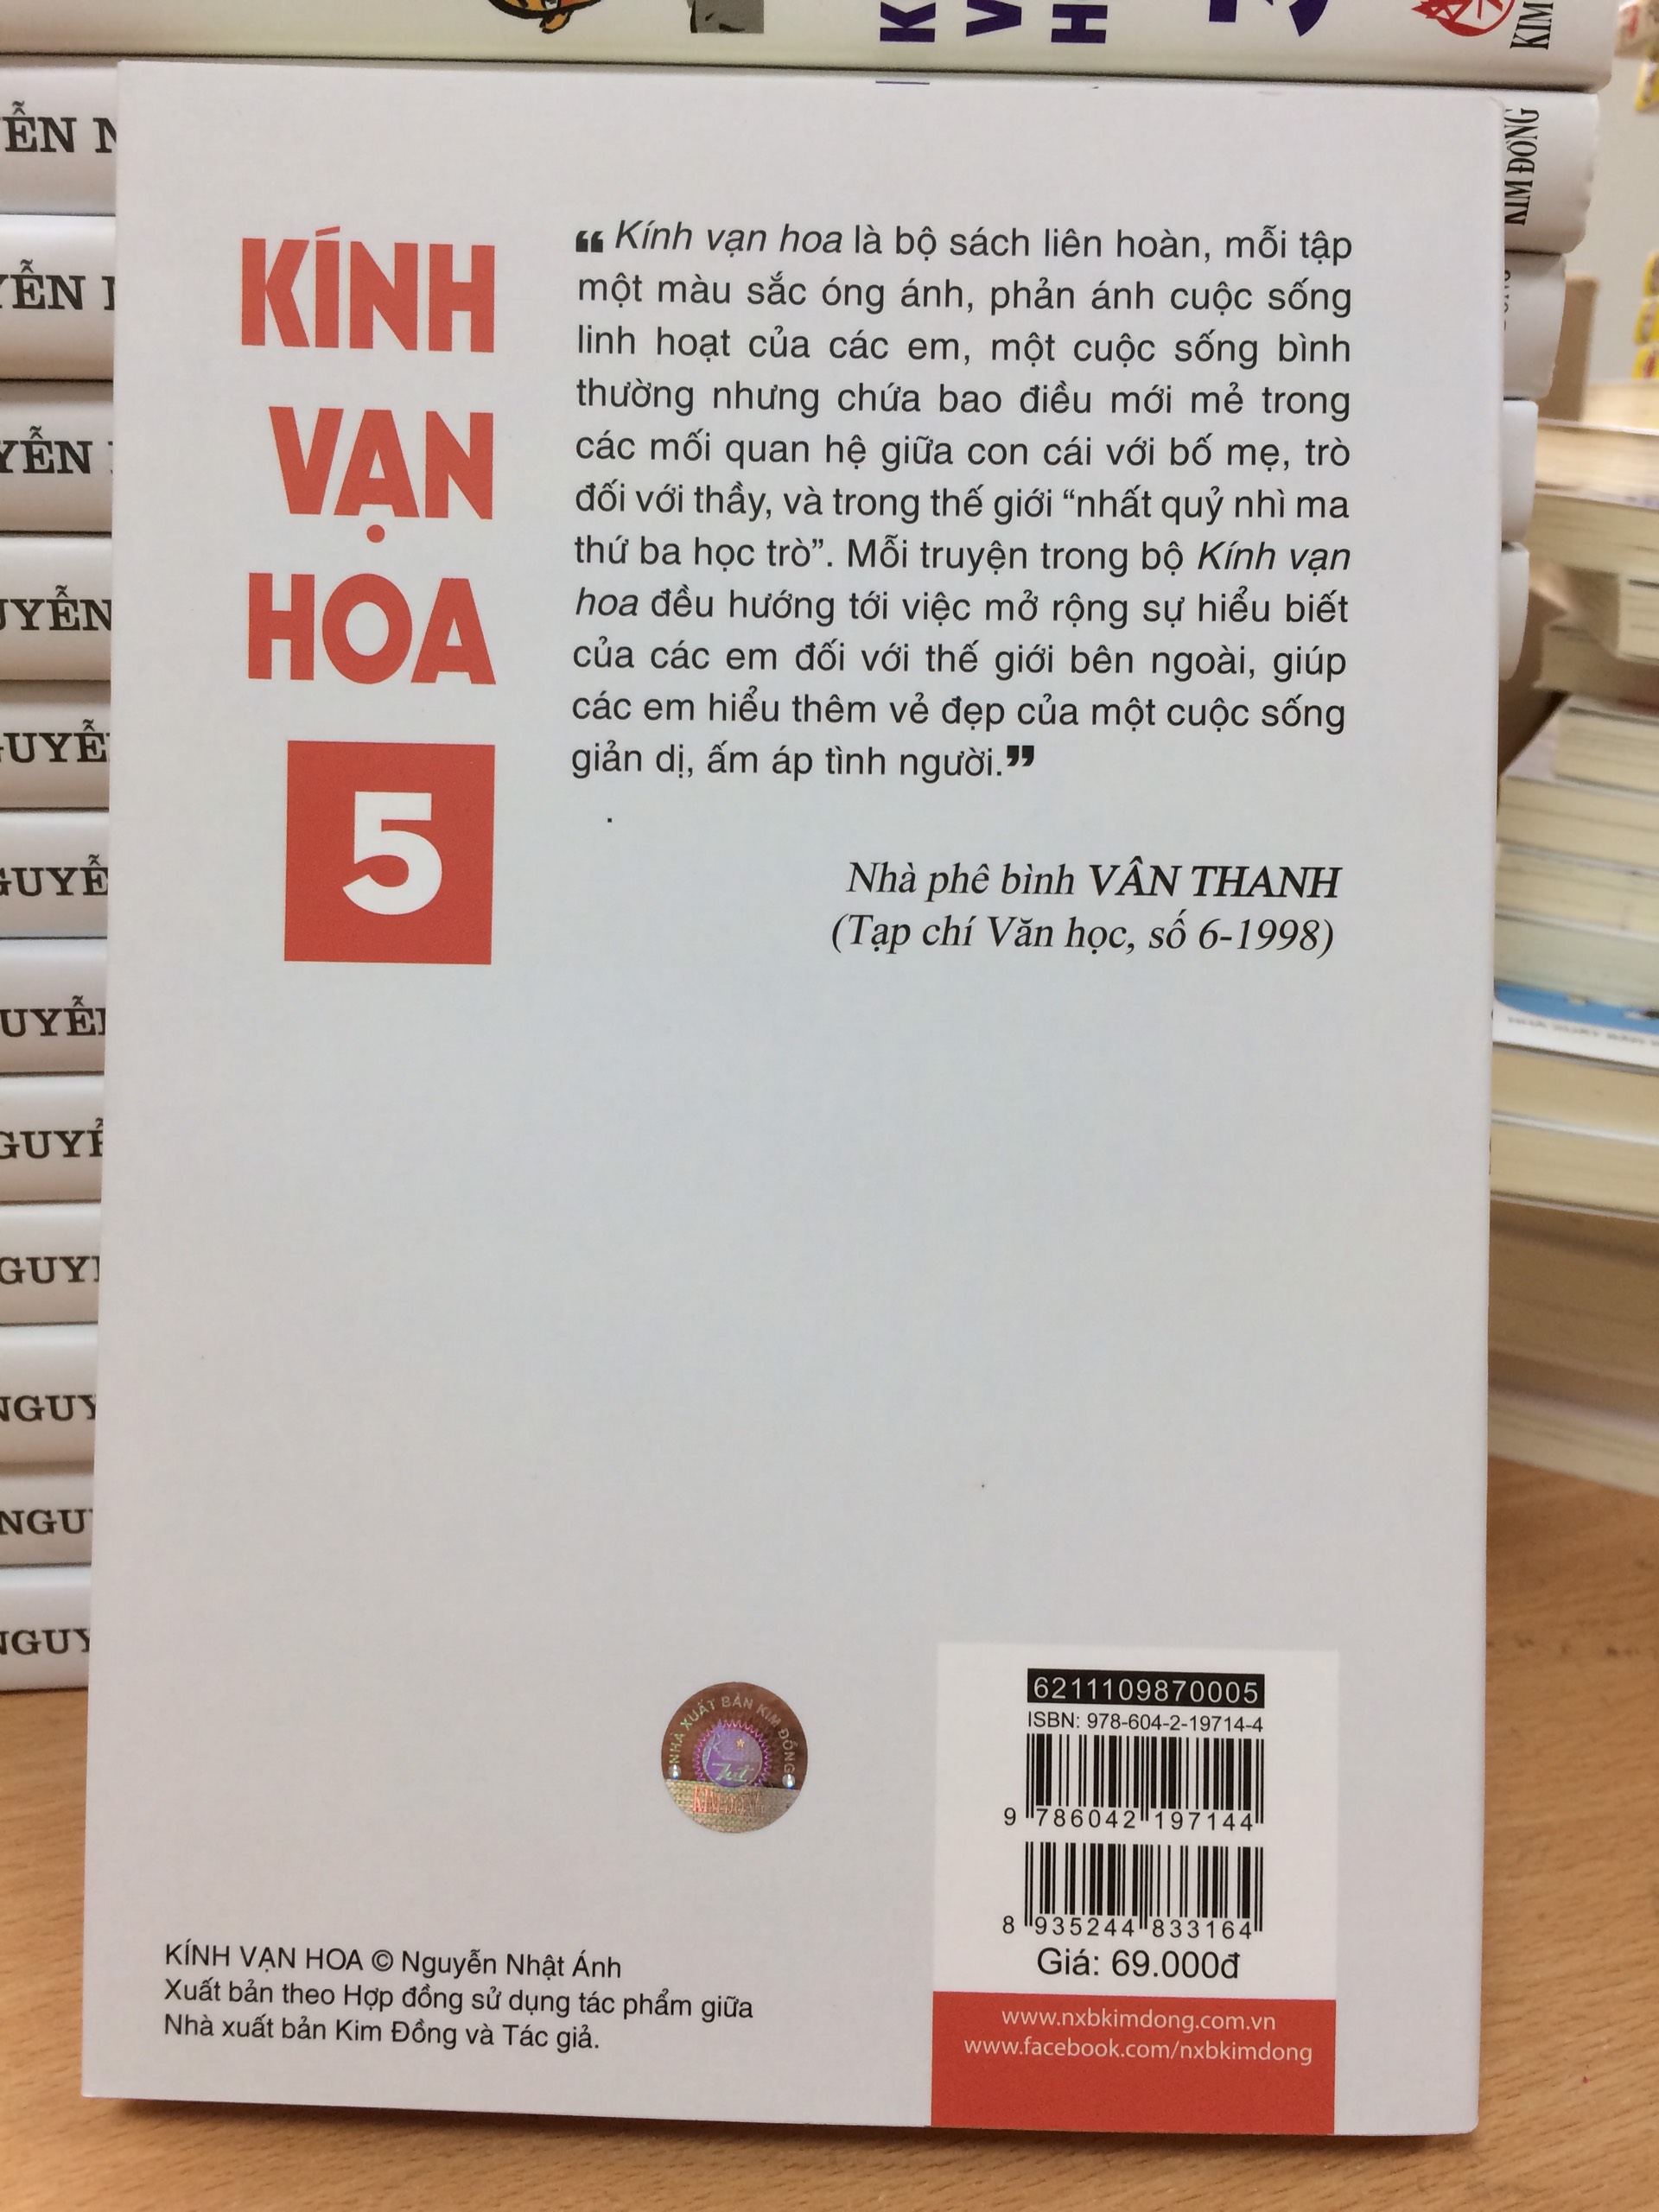 KÍNH
VẠN
HOA
5
❝ Kính vạn hoa là bộ sách liên hoàn, mỗi tập
một màu sắc óng ánh, phản ánh cuộc sống
linh hoạt của các em, một cuộc sống bình
thường nhưng chứa bao điều mới mẻ trong
các mối quan hệ giữa con cái với bố mẹ, trò
đối với thầy, và trong thế giới “nhất quỷ nhì ma
thứ ba học trò”. Mỗi truyện trong bộ Kính vạn
hoa đều hướng tới việc mở rộng sự hiểu biết
của các em đối với thế giới bên ngoài, giúp
các em hiểu thêm vẻ đẹp của một cuộc sống
giản dị, ấm áp tình người.❞
Nhà phê bình VÂN THANH
(Tạp chí Văn học, số 6-1998)
NHÀ XUẤT BẢN KIM ĐỒNG
6211109870005
ISBN: 978-604-2-19714-4
9 786042 197144
8 935244 833164
Giá: 69.000đ
www.nxbkimdong.com.vn
www.facebook.com/nxbkimdong
KÍNH VẠN HOA © Nguyễn Nhật Ánh
Xuất bản theo Hợp đồng sử dụng tác phẩm giữa
Nhà xuất bản Kim Đồng và Tác giả.
KIM
KIM ĐỒNG